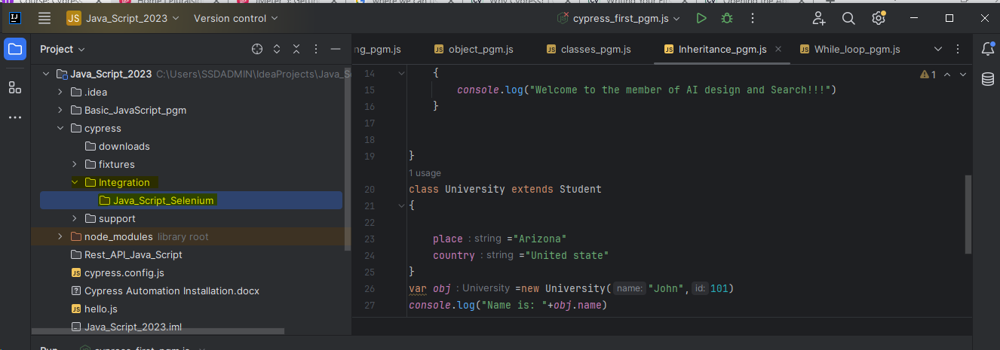 Java_Script_2023 Version control cypress_first_pgm.js
Project
ng_pgm.js object_pgm.js classes_pgm.js Inheritance_pgm.js While_loop_pgm.js
Java_Script_2023 C:\Users\SSDADMIN\IdeaProjects\Java_S
.idea
Basic_JavaScript_pgm
cypress
downloads
fixtures
Integration
Java_Script_Selenium
support
node_modules library root
Rest_API_Java_Script
cypress.config.js
Cypress Automation Installation.docx
hello.js
Java_Script_2023.iml
1
14 {
15 console.log("Welcome to the member of AI design and Search!!!")
16 }
17
18
19 }
1 usage
20 class University extends Student
21 {
22
23 place : string ="Arizona"
24 country : string ="United state"
25 }
26 var obj : University =new University( name: "John", id: 101)
27 console.log("Name is: "+obj.name)